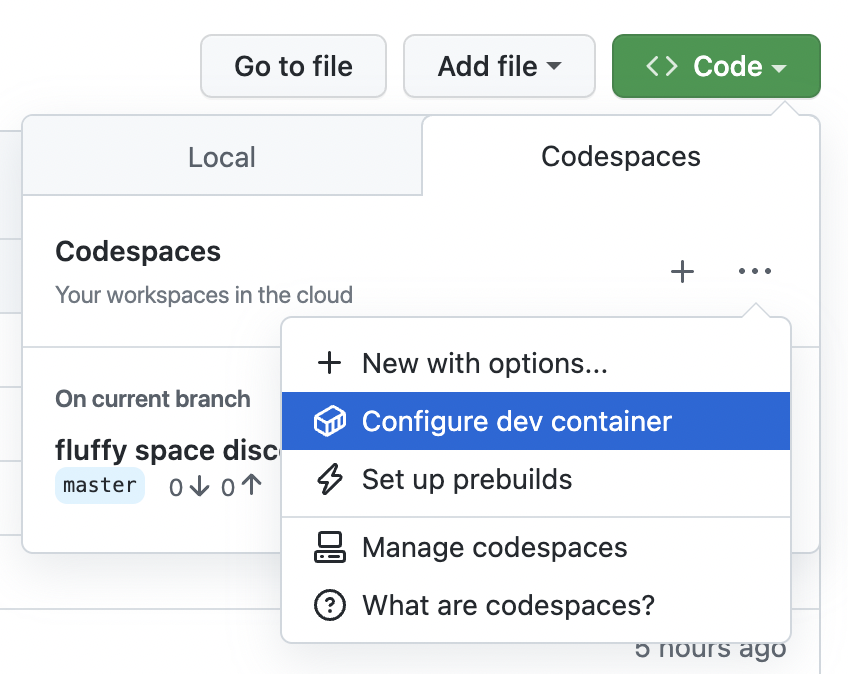 Go to file
Add file
Code
Local
Codespaces
Codespaces
Your workspaces in the cloud
New with options...
On current branch
Configure dev container
fluffy space
Set up prebuilds
master 0 0
Manage codespaces
What are codespaces?
5 hours ago